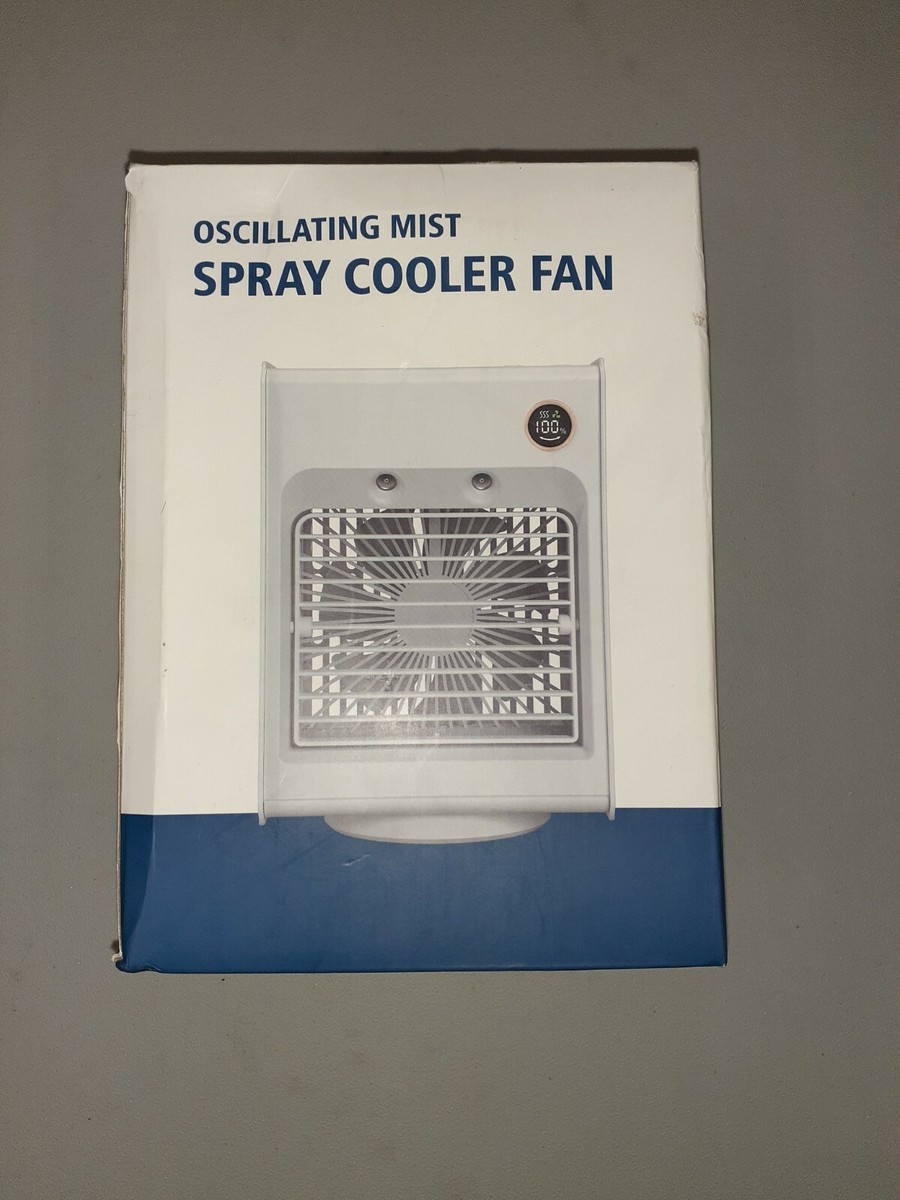 OSCILLATING MIST
SPRAY COOLER FAN
100%